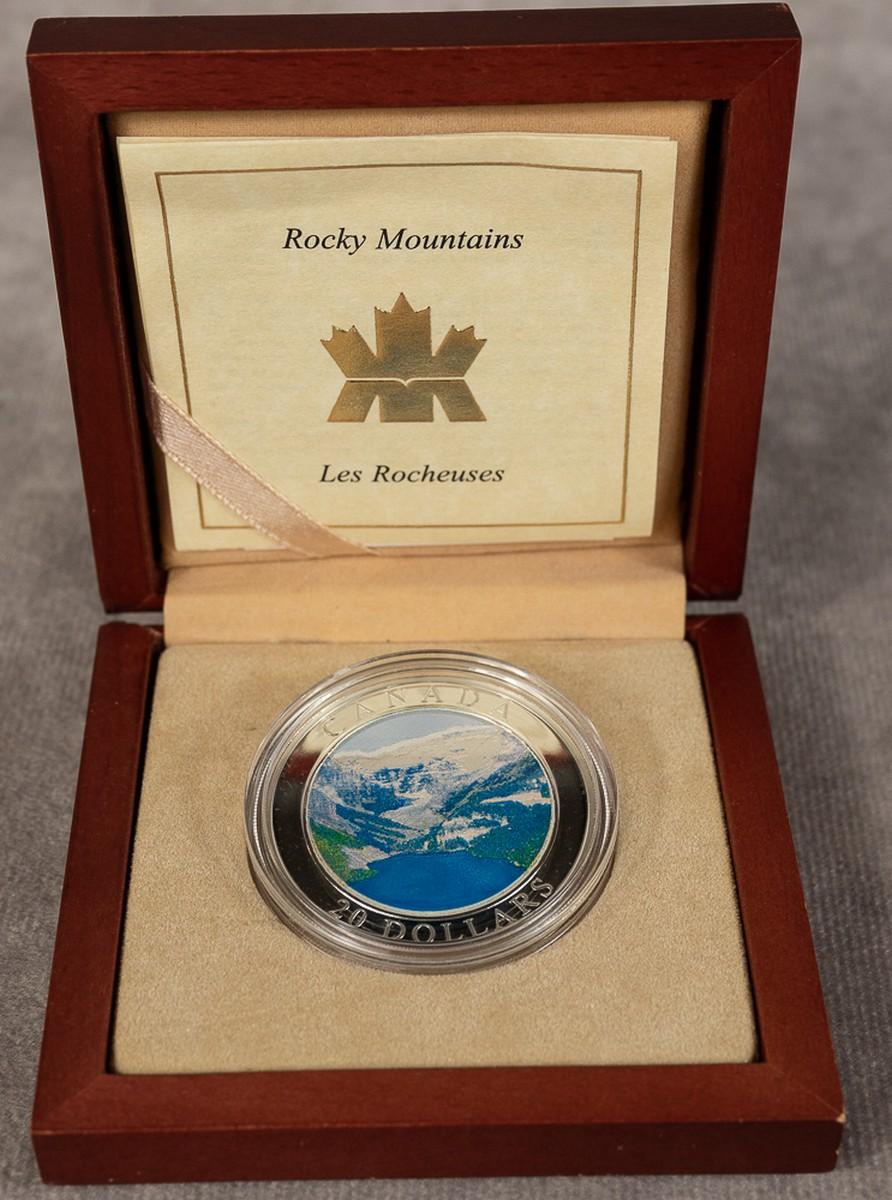 Rocky Mountains
Les Rocheuses
CANADA
20 DOLLARS